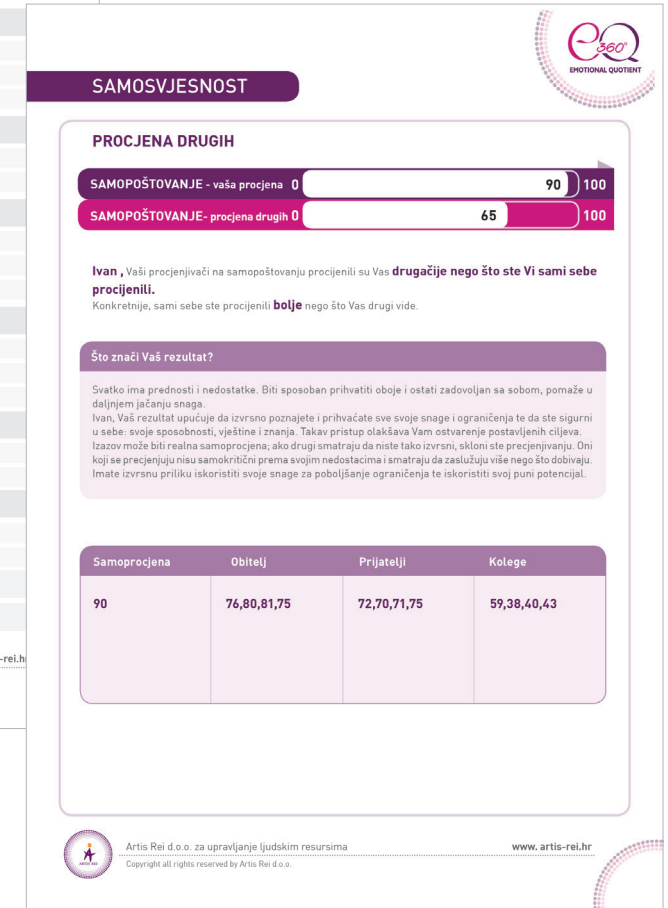 eQ
360°
EMOTIONAL QUOTIENT
SAMOSVJESNOST
PROCJENA DRUGIH
SAMOPOŠTOVANJE - vaša procjena 0 90 100
SAMOPOŠTOVANJE- procjena drugih 0 65 100
Ivan , Vaši procjenjivači na samopoštovanju procijenili su Vas drugačije nego što ste Vi sami sebe
procijenili.
Konkretnije, sami sebe ste procijenili bolje nego što Vas drugi vide.
Što znači Vaš rezultat?
Svatko ima prednosti i nedostatke. Biti sposoban prihvatiti oboje i ostati zadovoljan sa sobom, pomaže u
daljnjem jačanju snaga.
Ivan, Vaš rezultat upućuje da izvrsno poznajete i prihvaćate sve svoje snage i ograničenja te da ste sigurni
u sebe: svoje sposobnosti, vještine i znanja. Takav pristup olakšava Vam ostvarenje postavljenih ciljeva.
Izazov može biti realna samoprocjena; ako drugi smatraju da niste tako izvrsni, skloni ste precjenjivanju. Oni
koji se precjenjuju nisu samokritični prema svojim nedostacima i smatraju da zaslužuju više nego što dobivaju.
Imate izvrsnu priliku iskoristiti svoje snage za poboljšanje ograničenja te iskoristiti svoj puni potencijal.
Samoprocjena Obitelj Prijatelji Kolege
90 76,80,81,75 72,70,71,75 59,38,40,43
-rei.h
ARTIS REI
Artis Rei d.o.o. za upravljanje ljudskim resursima www. artis-rei.hr
Copyright all rights reserved by Artis Rei d.o.o.